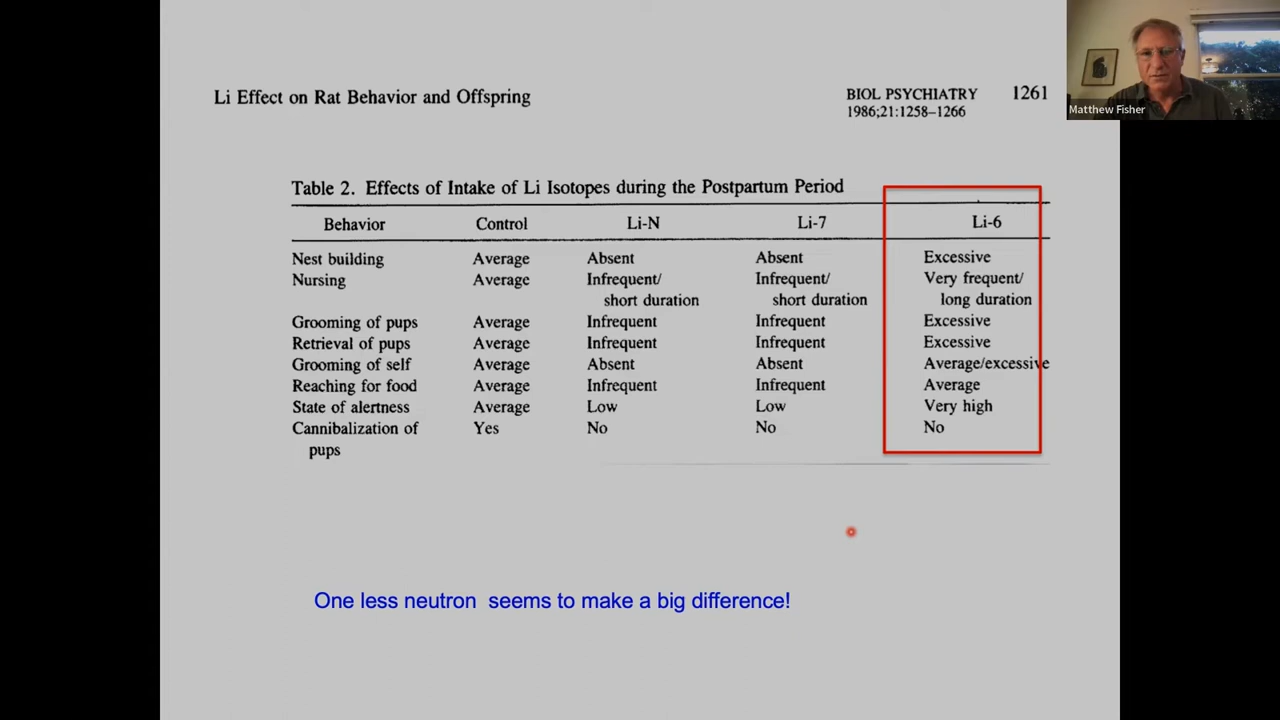 Matthew Fisher
Li Effect on Rat Behavior and Offspring
BIOL PSYCHIATRY 1261
1986;21:1258–1266
Table 2. Effects of Intake of Li Isotopes during the Postpartum Period
Behavior Control Li-N Li-7 Li-6
Nest building Average Absent Absent Excessive
Nursing Average Infrequent/ Infrequent/ Very frequent/
short duration short duration long duration
Grooming of pups Average Infrequent Infrequent Excessive
Retrieval of pups Average Infrequent Infrequent Excessive
Grooming of self Average Absent Absent Average/excessive
Reaching for food Average Infrequent Infrequent Average
State of alertness Average Low Low Very high
Cannibalization of Yes No No No
pups
One less neutron seems to make a big difference!